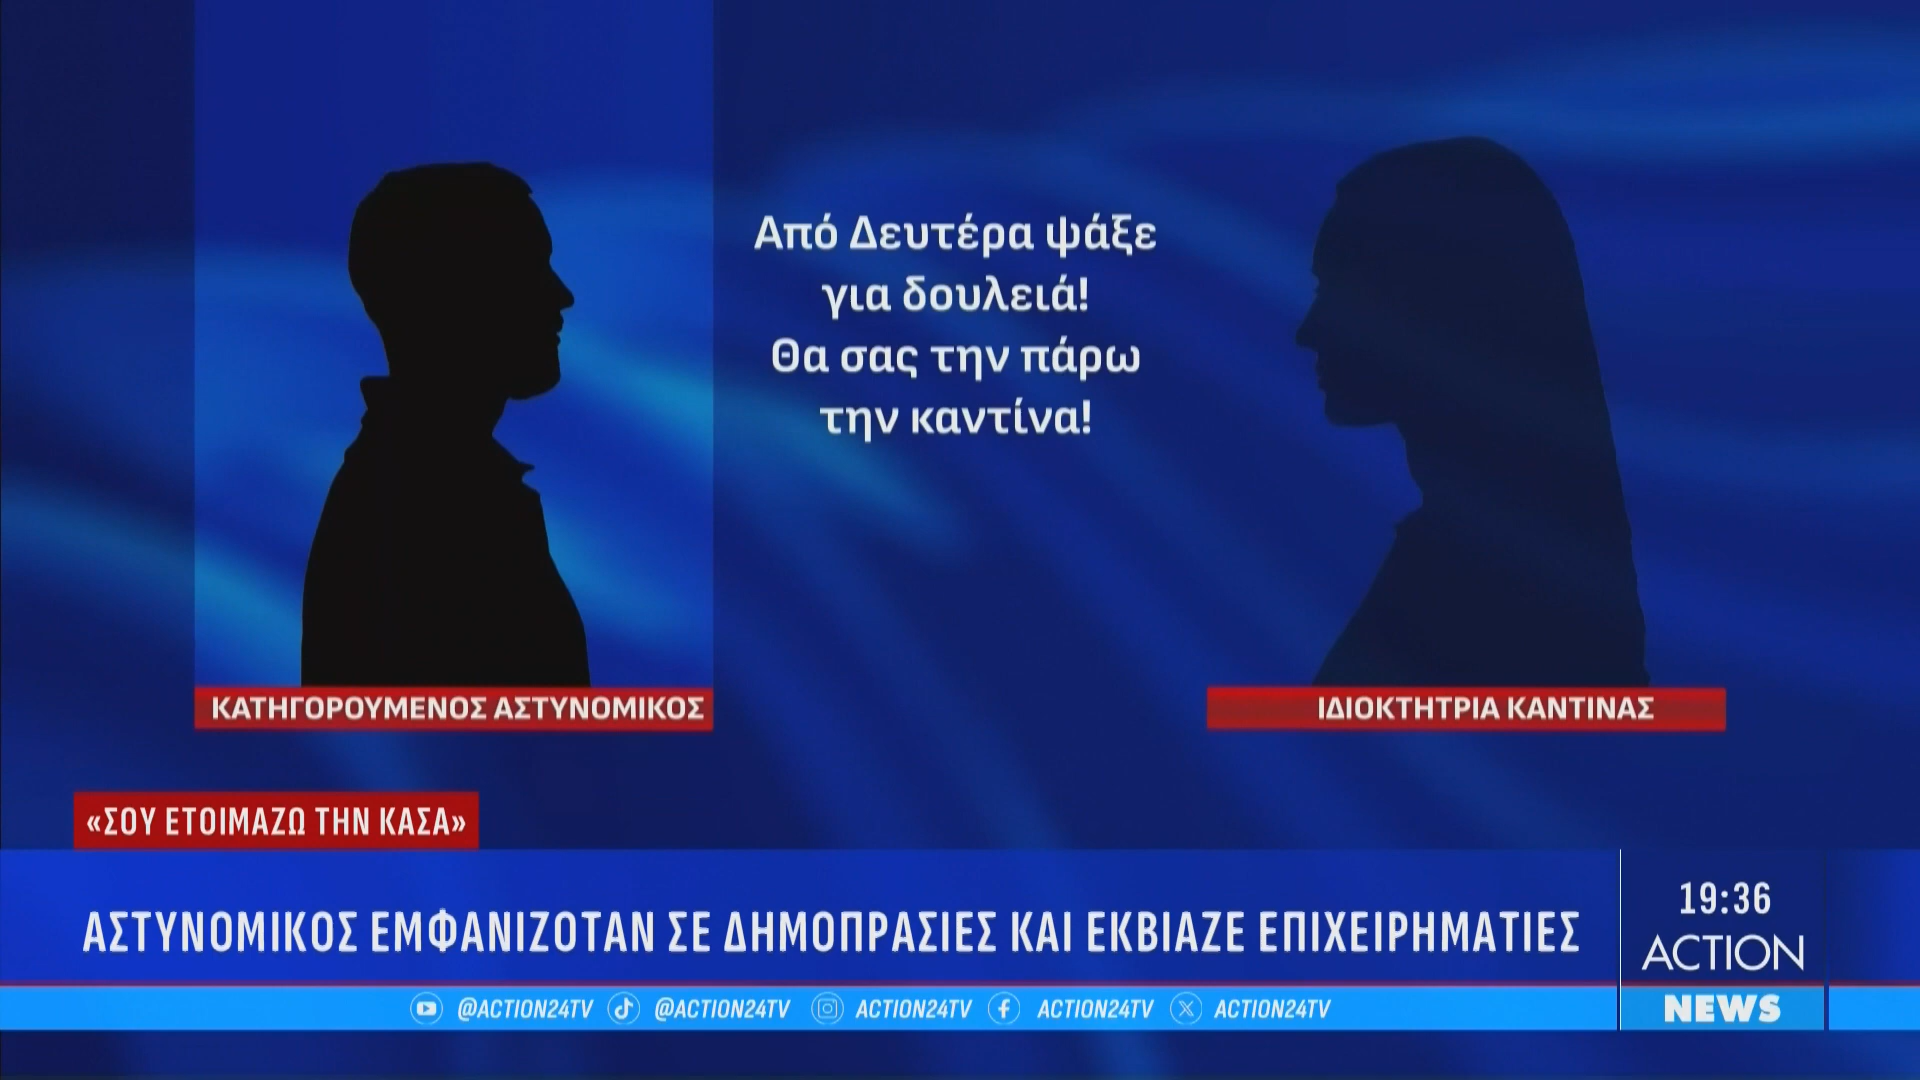 Από Δευτέρα ψάξε
για δουλειά!
Θα σας την πάρω
την καντίνα!
ΚΑΤΗΓΟΡΟΥΜΕΝΟΣ ΑΣΤΥΝΟΜΙΚΟΣ
ΙΔΙΟΚΤΗΤΡΙΑ ΚΑΝΤΙΝΑΣ
«ΣΟΥ ΕΤΟΙΜΑΖΩ ΤΗΝ ΚΑΣΑ»
ΑΣΤΥΝΟΜΙΚΟΣ ΕΜΦΑΝΙΖΟΤΑΝ ΣΕ ΔΗΜΟΠΡΑΣΙΕΣ ΚΑΙ ΕΚΒΙΑΖΕ ΕΠΙΧΕΙΡΗΜΑΤΙΕΣ
19:36
ACTION
NEWS
@ACTION24TV @ACTION24TV ACTION24TV ACTION24TV ACTION24TV